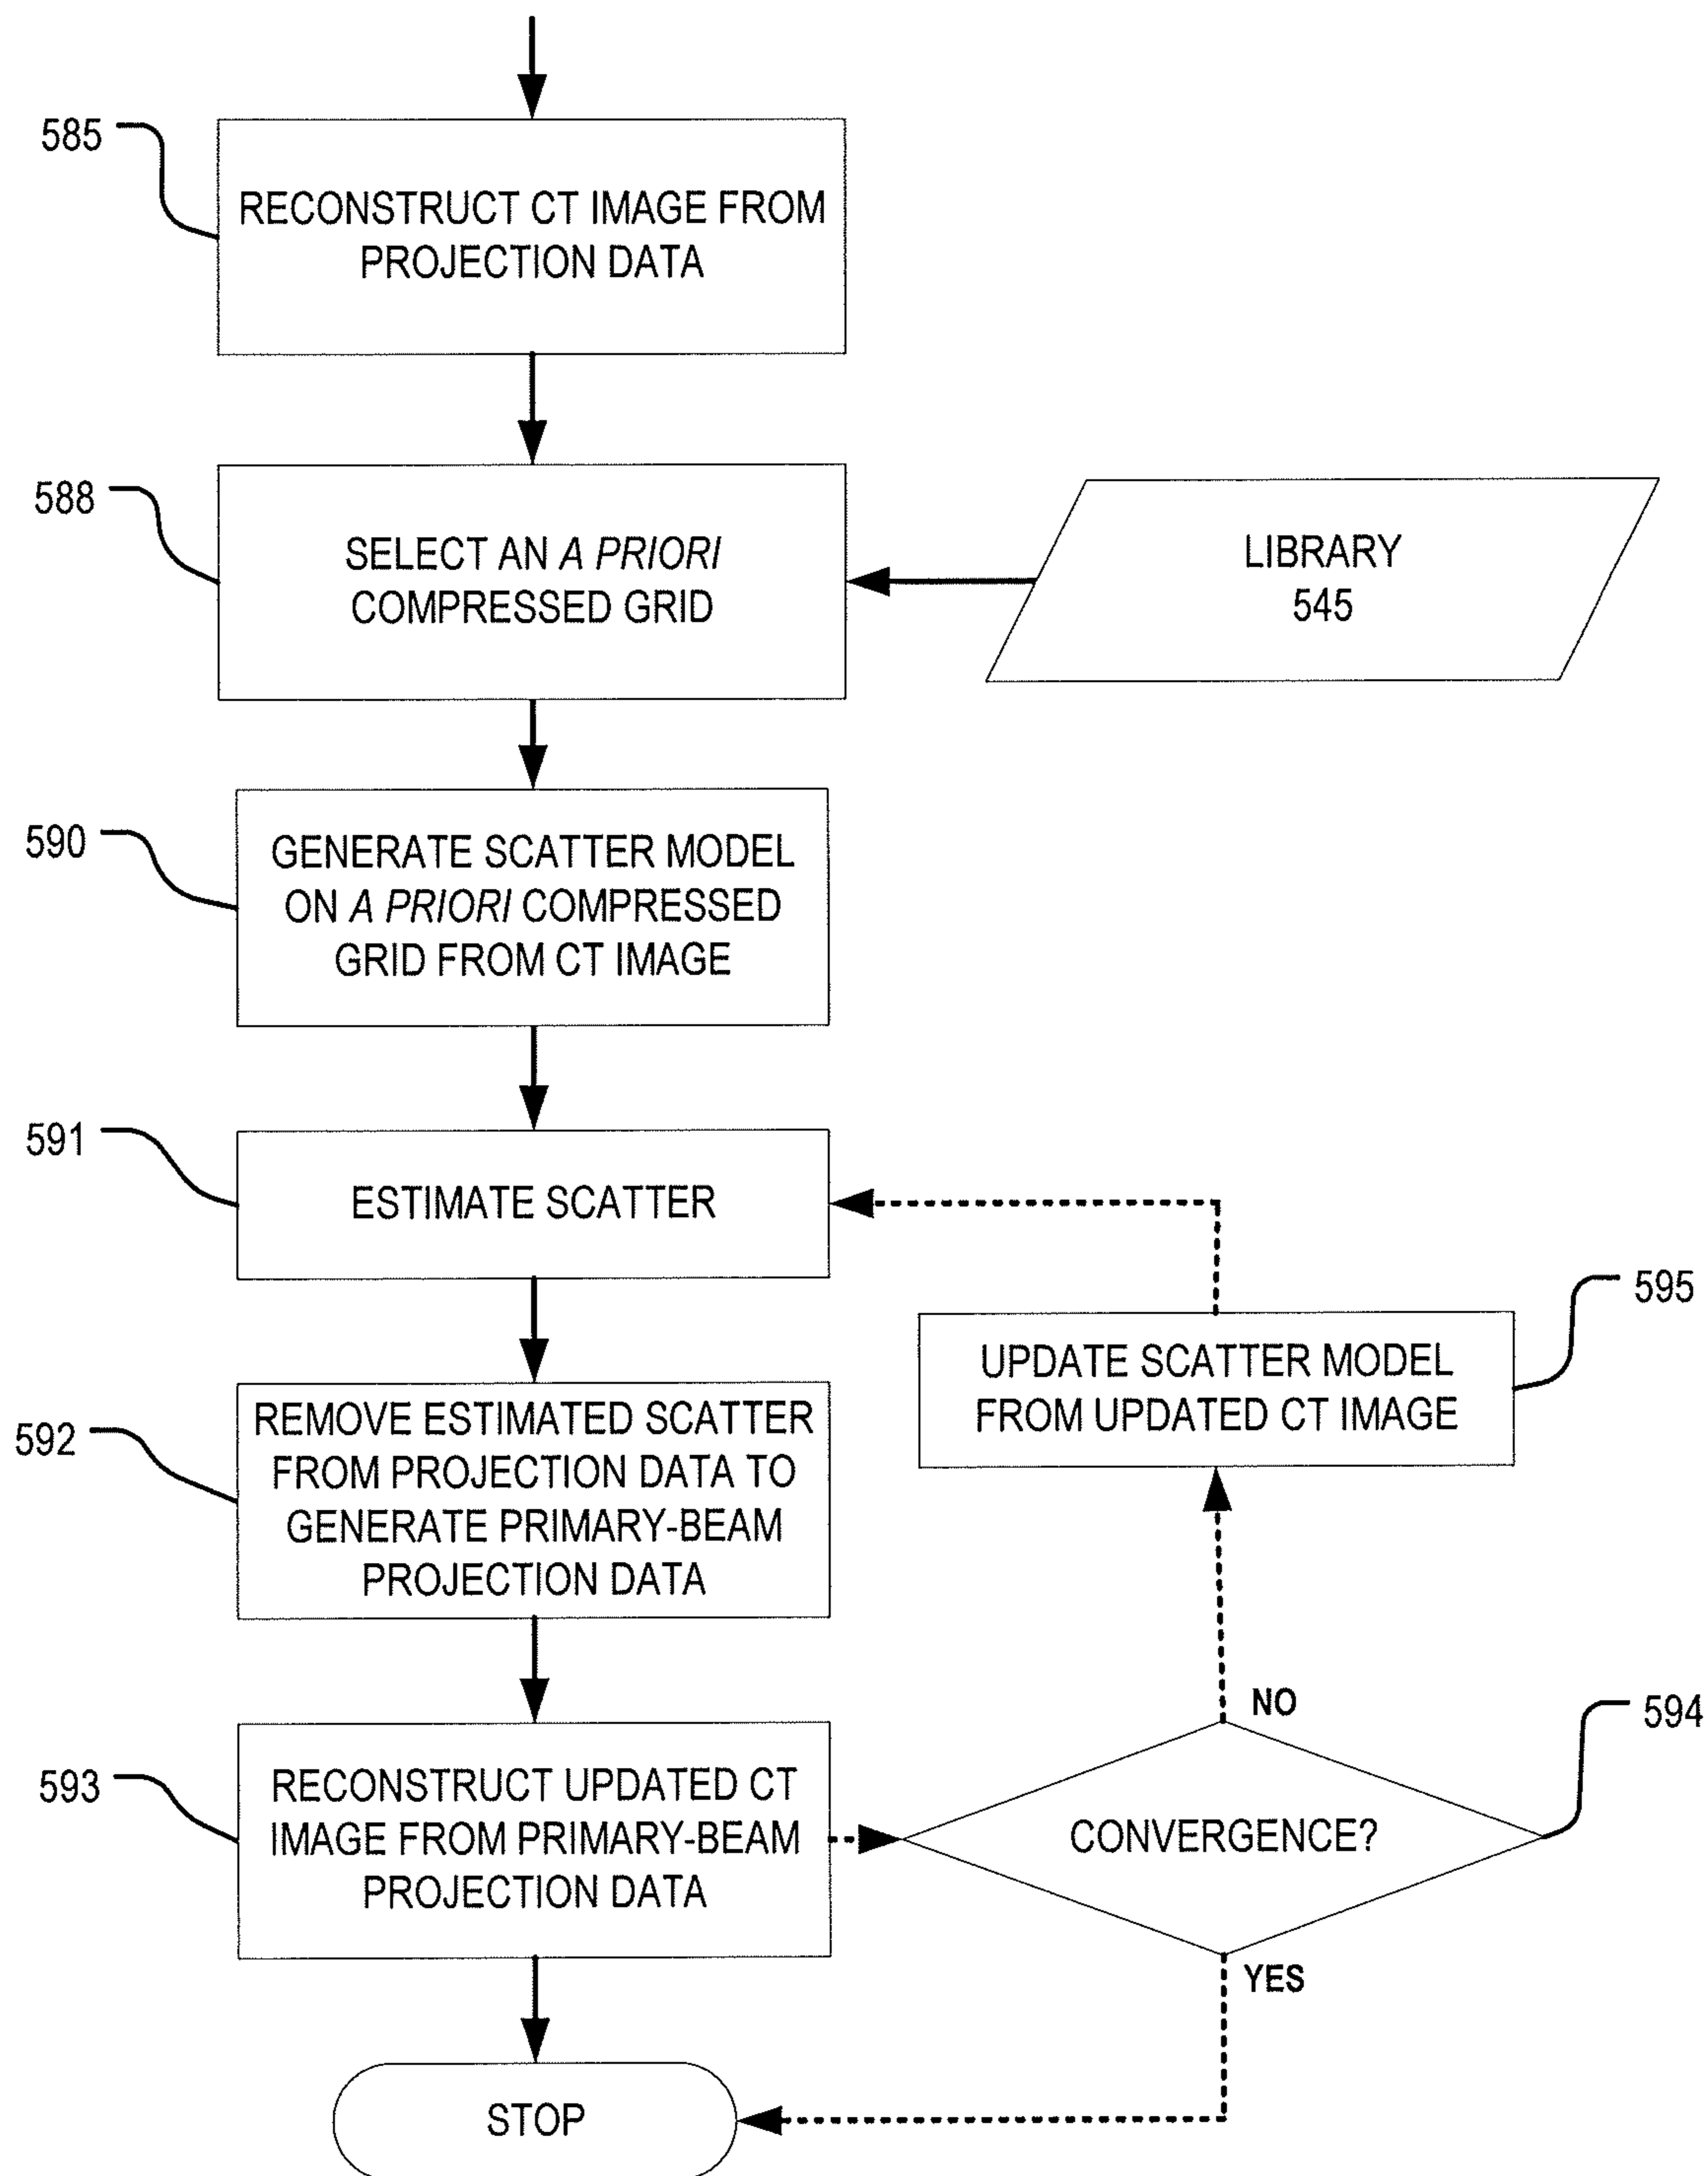 585
RECONSTRUCT CT IMAGE FROM
PROJECTION DATA
588
SELECT AN A PRIORI
COMPRESSED GRID
LIBRARY
545
590
GENERATE SCATTER MODEL
ON A PRIORI COMPRESSED
GRID FROM CT IMAGE
591
ESTIMATE SCATTER
595
UPDATE SCATTER MODEL
FROM UPDATED CT IMAGE
592
REMOVE ESTIMATED SCATTER
FROM PROJECTION DATA TO
GENERATE PRIMARY-BEAM
PROJECTION DATA
NO
594
593
RECONSTRUCT UPDATED CT
IMAGE FROM PRIMARY-BEAM
PROJECTION DATA
CONVERGENCE?
YES
STOP